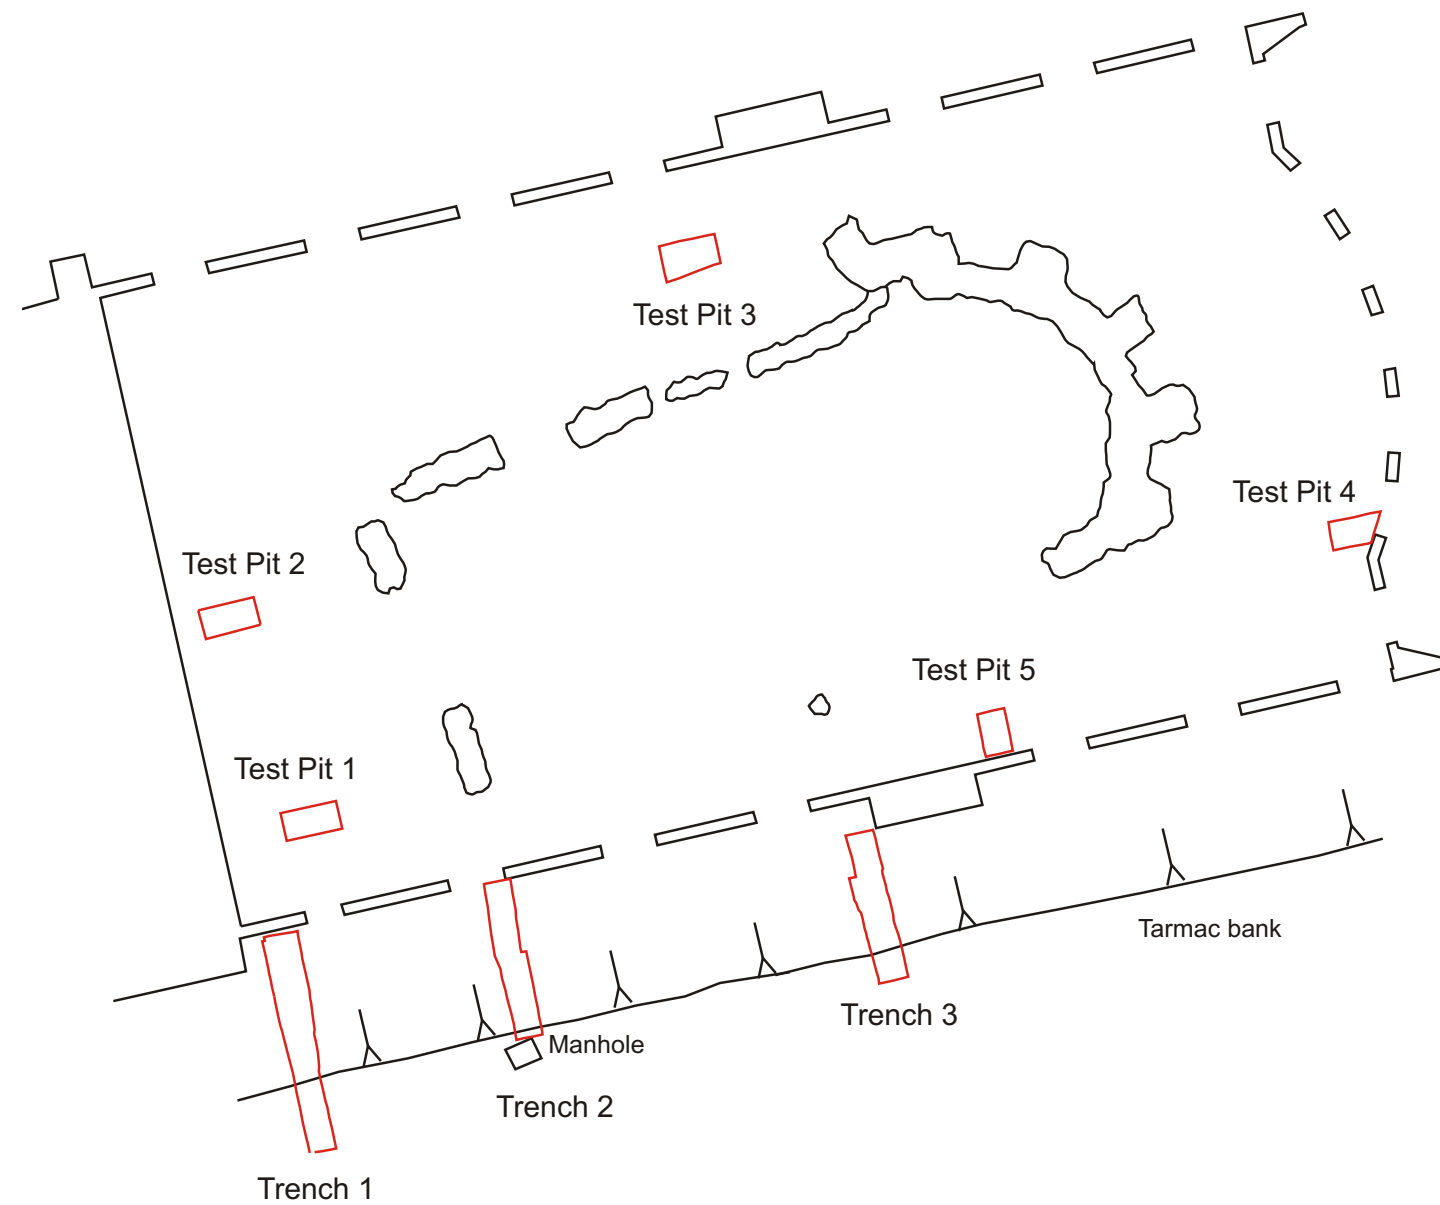 Test Pit 3
Test Pit 4
Test Pit 2
Test Pit 5
Test Pit 1
Tarmac bank
Trench 3
Manhole
Trench 2
Trench 1